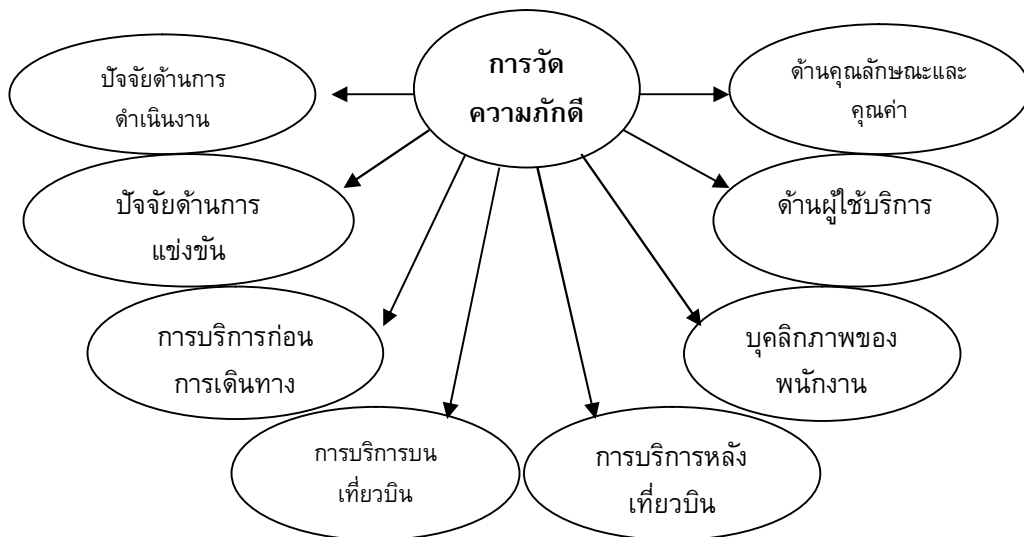 การวัด
ความภักดี
ปัจจัยด้านการ
ดำเนินงาน
ด้านคุณลักษณะและ
คุณค่า
ปัจจัยด้านการ
แข่งขัน
ด้านผู้ใช้บริการ
การบริการก่อน
การเดินทาง
บุคลิกภาพของ
พนักงาน
การบริการบน
เที่ยวบิน
การบริการหลัง
เที่ยวบิน